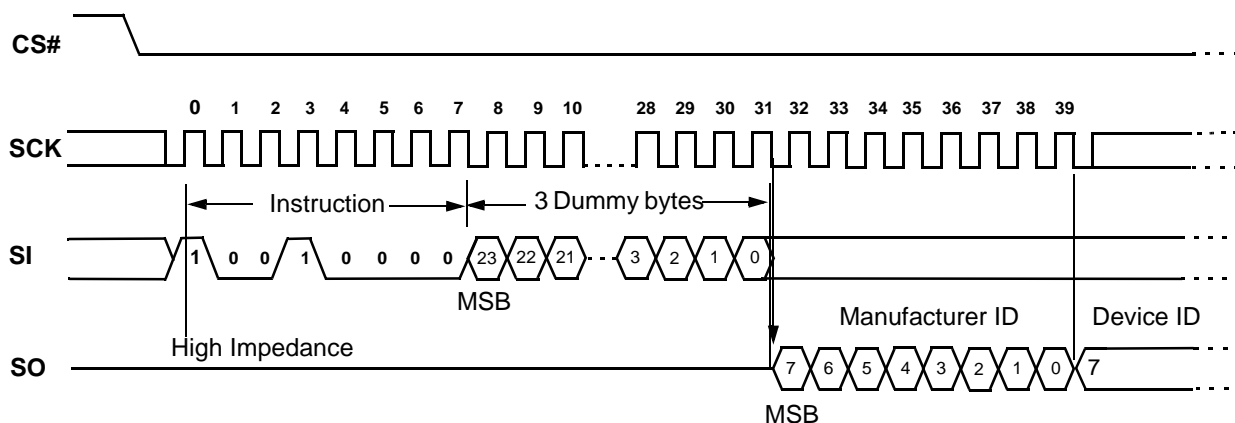 CS#
0 1 2 3 4 5 6 7 8 9 10 28 29 30 31 32 33 34 35 36 37 38 39
SCK
Instruction 3 Dummy bytes
SI 1 0 0 1 0 0 0 0 23 22 21 3 2 1 0
MSB
Manufacturer ID Device ID
High Impedance
SO 7 6 5 4 3 2 1 0 7
MSB